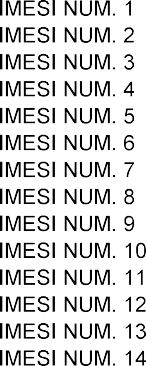 IMESI NUM. 1
IMESI NUM. 2
IMESI NUM. 3
IMESI NUM. 4
IMESI NUM. 5
IMESI NUM. 6
IMESI NUM. 7
IMESI NUM. 8
IMESI NUM. 9
IMESI NUM. 10
IMESI NUM. 11
IMESI NUM. 12
IMESI NUM. 13
IMESI NUM. 14